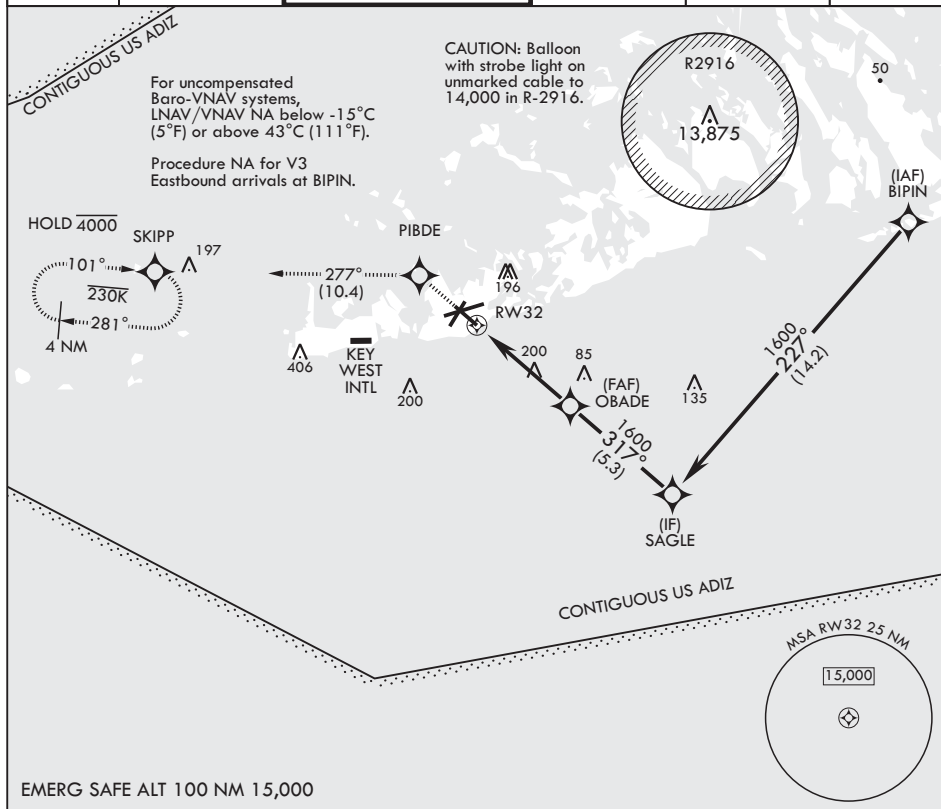 CONTIGUOUS US ADIZ
For uncompensated
Baro-VNAV systems,
LNAV/VNAV NA below -15°C
(5°F) or above 43°C (111°F).
Procedure NA for V3
Eastbound arrivals at BIPIN.
CAUTION: Balloon
with strobe light on
unmarked cable to
14,000 in R-2916.
R2916
13,875
50
(IAF)
BIPIN
HOLD 4000
SKIPP
197
101°
230K
281°
4 NM
PIBDE
277°
(10.4)
196
RW32
406
KEY
WEST
INTL
200
200
85
(FAF)
OBADE
135
1600
227°
(14.2)
1600
317°
(5.3)
(IF)
SAGLE
CONTIGUOUS US ADIZ
MSA RW32 25 NM
15,000
EMERG SAFE ALT 100 NM 15,000